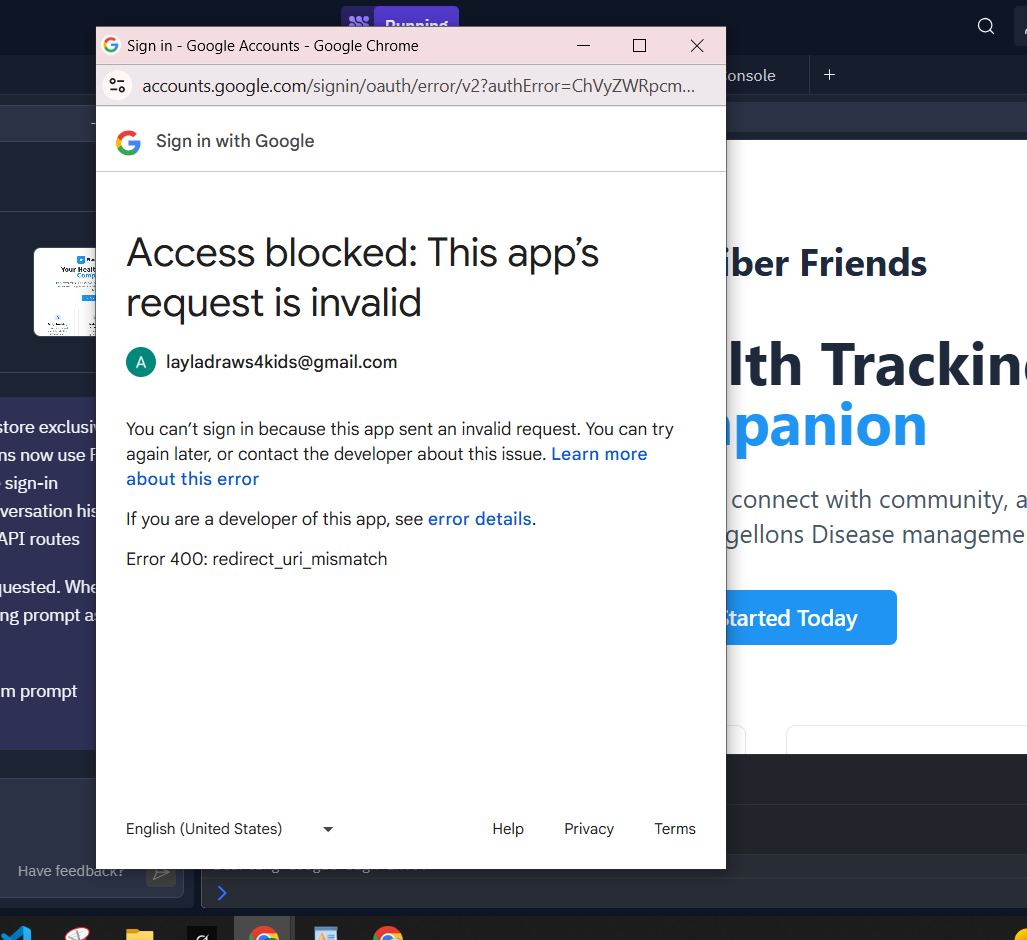 Running
Sign in - Google Accounts - Google Chrome
accounts.google.com/signin/oauth/error/v2?authError=ChVyZWRpcm...
onsole
Sign in with Google
Access blocked: This app's
request is invalid
A
layladraws4kids@gmail.com
You can't sign in because this app sent an invalid request. You can try
again later, or contact the developer about this issue. Learn more
about this error
If you are a developer of this app, see error details.
Error 400: redirect_uri_mismatch
English (United States)
Help
Privacy
Terms
iber Friends
lth Trackin
panion
connect with community, a
gellons Disease manageme
Started Today
Your Heal
Comp
store exclusiv
ns now use F
sign-in
versation his
API routes
quested. Whe
ng prompt as
m prompt
Have feedback?